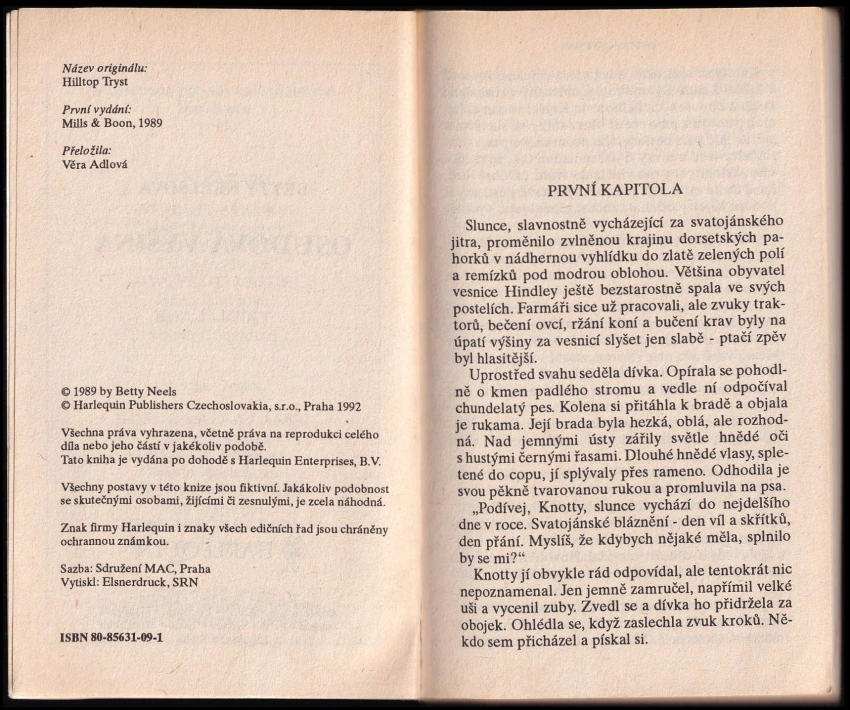 Název originálu:
Hilltop Tryst
První vydání:
Mills & Boon, 1989
Přeložila:
Věra Adlová
© 1989 by Betty Neels
© Harlequin Publishers Czechoslovakia, s.r.o., Praha 1992
Všechna práva vyhrazena, včetně práva na reprodukci celého
díla nebo jeho částí v jakékoliv podobě.
Tato kniha je vydána po dohodě s Harlequin Enterprises, B.V.
Všechny postavy v této knize jsou fiktivní. Jakákoliv podobnost
se skutečnými osobami, žijícími či zesnulými, je zcela náhodná.
Znak firmy Harlequin i znaky všech edičních řad jsou chráněny
ochrannou známkou.
Sazba: Sdružení MAC, Praha
Vytiskl: Elsnerdruck, SRN
ISBN 80-85631-09-1
PRVNÍ KAPITOLA
Slunce, slavnostně vycházející za svatojánského
jitra, proměnilo zvlněnou krajinu dorsetských pa-
horků v nádhernou vyhlídku do zlatě zelených polí
a remízků pod modrou oblohou. Většina obyvatel
vesnice Hindley ještě bezstarostně spala ve svých
postelích. Farmáři sice už pracovali, ale zvuky trak-
torů, bečení ovcí, ržání koní a bučení krav byly na
úpatí výšiny za vesnicí slyšet jen slabě - ptačí zpěv
byl hlasitější.
Uprostřed svahu seděla dívka. Opírala se pohodl-
ně o kmen padlého stromu a vedle ní odpočíval
chundelatý pes. Kolena si přitáhla k bradě a objala
je rukama. Její brada byla hezká, oblá, ale rozhod-
ná. Nad jemnými ústy zářily světle hnědé oči
s hustými černými řasami. Dlouhé hnědé vlasy, sple-
tené do copu, jí splývaly přes rameno. Odhodila je
svou pěkně tvarovanou rukou a promluvila na psa.
„Podívej, Knotty, slunce vychází do nejdelšího
dne v roce. Svatojánské bláznění - den víl a skřítků,
den přání. Myslíš, že kdybych nějaké měla, splnilo
by se mi?“
Knotty jí obvykle rád odpovídal, ale tentokrát nic
nepoznamenal. Jen jemně zamručel, napřímil velké
uši a vycenil zuby. Zvedl se a dívka ho přidržela za
obojek. Ohlédla se, když zaslechla zvuk kroků. Ně-
kdo sem přicházel a pískal si.